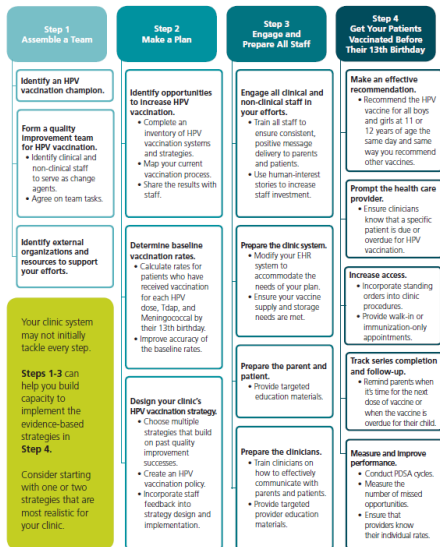 Step 1
Assemble a Team
Identify an HPV
vaccination champion.
Form a quality
improvement team
for HPV vaccination.
• Identify clinical and
non-clinical staff
to serve as change
agents.
• Agree on team tasks.
Identify external
organizations and
resources to support
your efforts.
Your clinic system
may not initially
tackle every step.
Steps 1-3 can
help you build
capacity to
implement the
evidence-based
strategies in
Step 4.
Consider starting
with one or two
strategies that are
most realistic for
your clinic.
Step 2
Make a Plan
Identify opportunities
to increase HPV
vaccination.
• Complete an
inventory of HPV
vaccination systems
and strategies.
• Map your current
vaccination process.
• Share the results with
staff.
Determine baseline
vaccination rates.
• Calculate rates for
patients who have
received vaccination
for each HPV
dose, Tdap, and
Meningococcal by
their 13th birthday.
• Improve accuracy of
the baseline rates.
Design your clinic's
HPV vaccination strategy.
• Choose multiple
strategies that build
on past quality
improvement
successes.
• Create an HPV
vaccination policy.
• Incorporate staff
feedback into
strategy design and
implementation.
Step 3
Engage and
Prepare All Staff
Engage all clinical and
non-clinical staff in
your efforts.
• Train all staff to
ensure consistent,
positive message
delivery to parents
and patients.
• Use human-interest
stories to increase
staff investment.
Prepare the clinic system.
• Modify your EHR
system to
accommodate the
needs of your plan.
• Ensure your vaccine
supply and storage
needs are met.
Prepare the parent and
patient.
• Provide targeted
education materials.
Prepare the clinicians.
• Train clinicians on
how to effectively
communicate with
parents and patients.
• Provide targeted
provider education
materials.
Step 4
Get Your Patients
Vaccinated Before
Their 13th Birthday
Make an effective
recommendation.
• Recommend the HPV
vaccine for all boys
and girls at 11 or
12 years of age the
same day and same
way you recommend
other vaccines.
Prompt the health care
provider.
• Ensure clinicians
know that a specific
patient is due or
overdue for HPV
vaccination.
Increase access.
• Incorporate standing
orders into clinic
procedures.
• Provide walk-in or
immunization-only
appointments.
Track series completion
and follow-up.
• Remind parents when
it's time for the next
dose of vaccine or
when the vaccine is
overdue for their child.
Measure and improve
performance.
• Conduct PDSA cycles.
• Measure the
number of missed
opportunities.
• Ensure that
providers know
their individual rates.